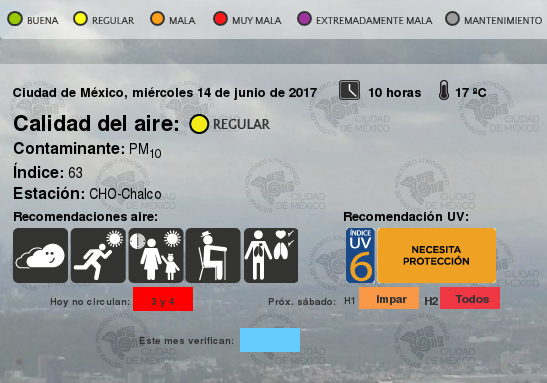 BUENA REGULAR MALA MUY MALA EXTREMADAMENTE MALA MANTENIMIENTO
Ciudad de México, miércoles 14 de junio de 2017 10 horas 17 ºC
Calidad del aire: REGULAR
Contaminante: PM10
Índice: 63
Estación: CHO-Chalco
Recomendaciones aire: Recomendación UV:
ÍNDICE UV 6
NECESITA
PROTECCIÓN
Hoy no circulan: 3 y 4 Próx. sábado: H1 Impar H2 Todos
Este mes verifican:
CIUDAD
DE MÉXICO